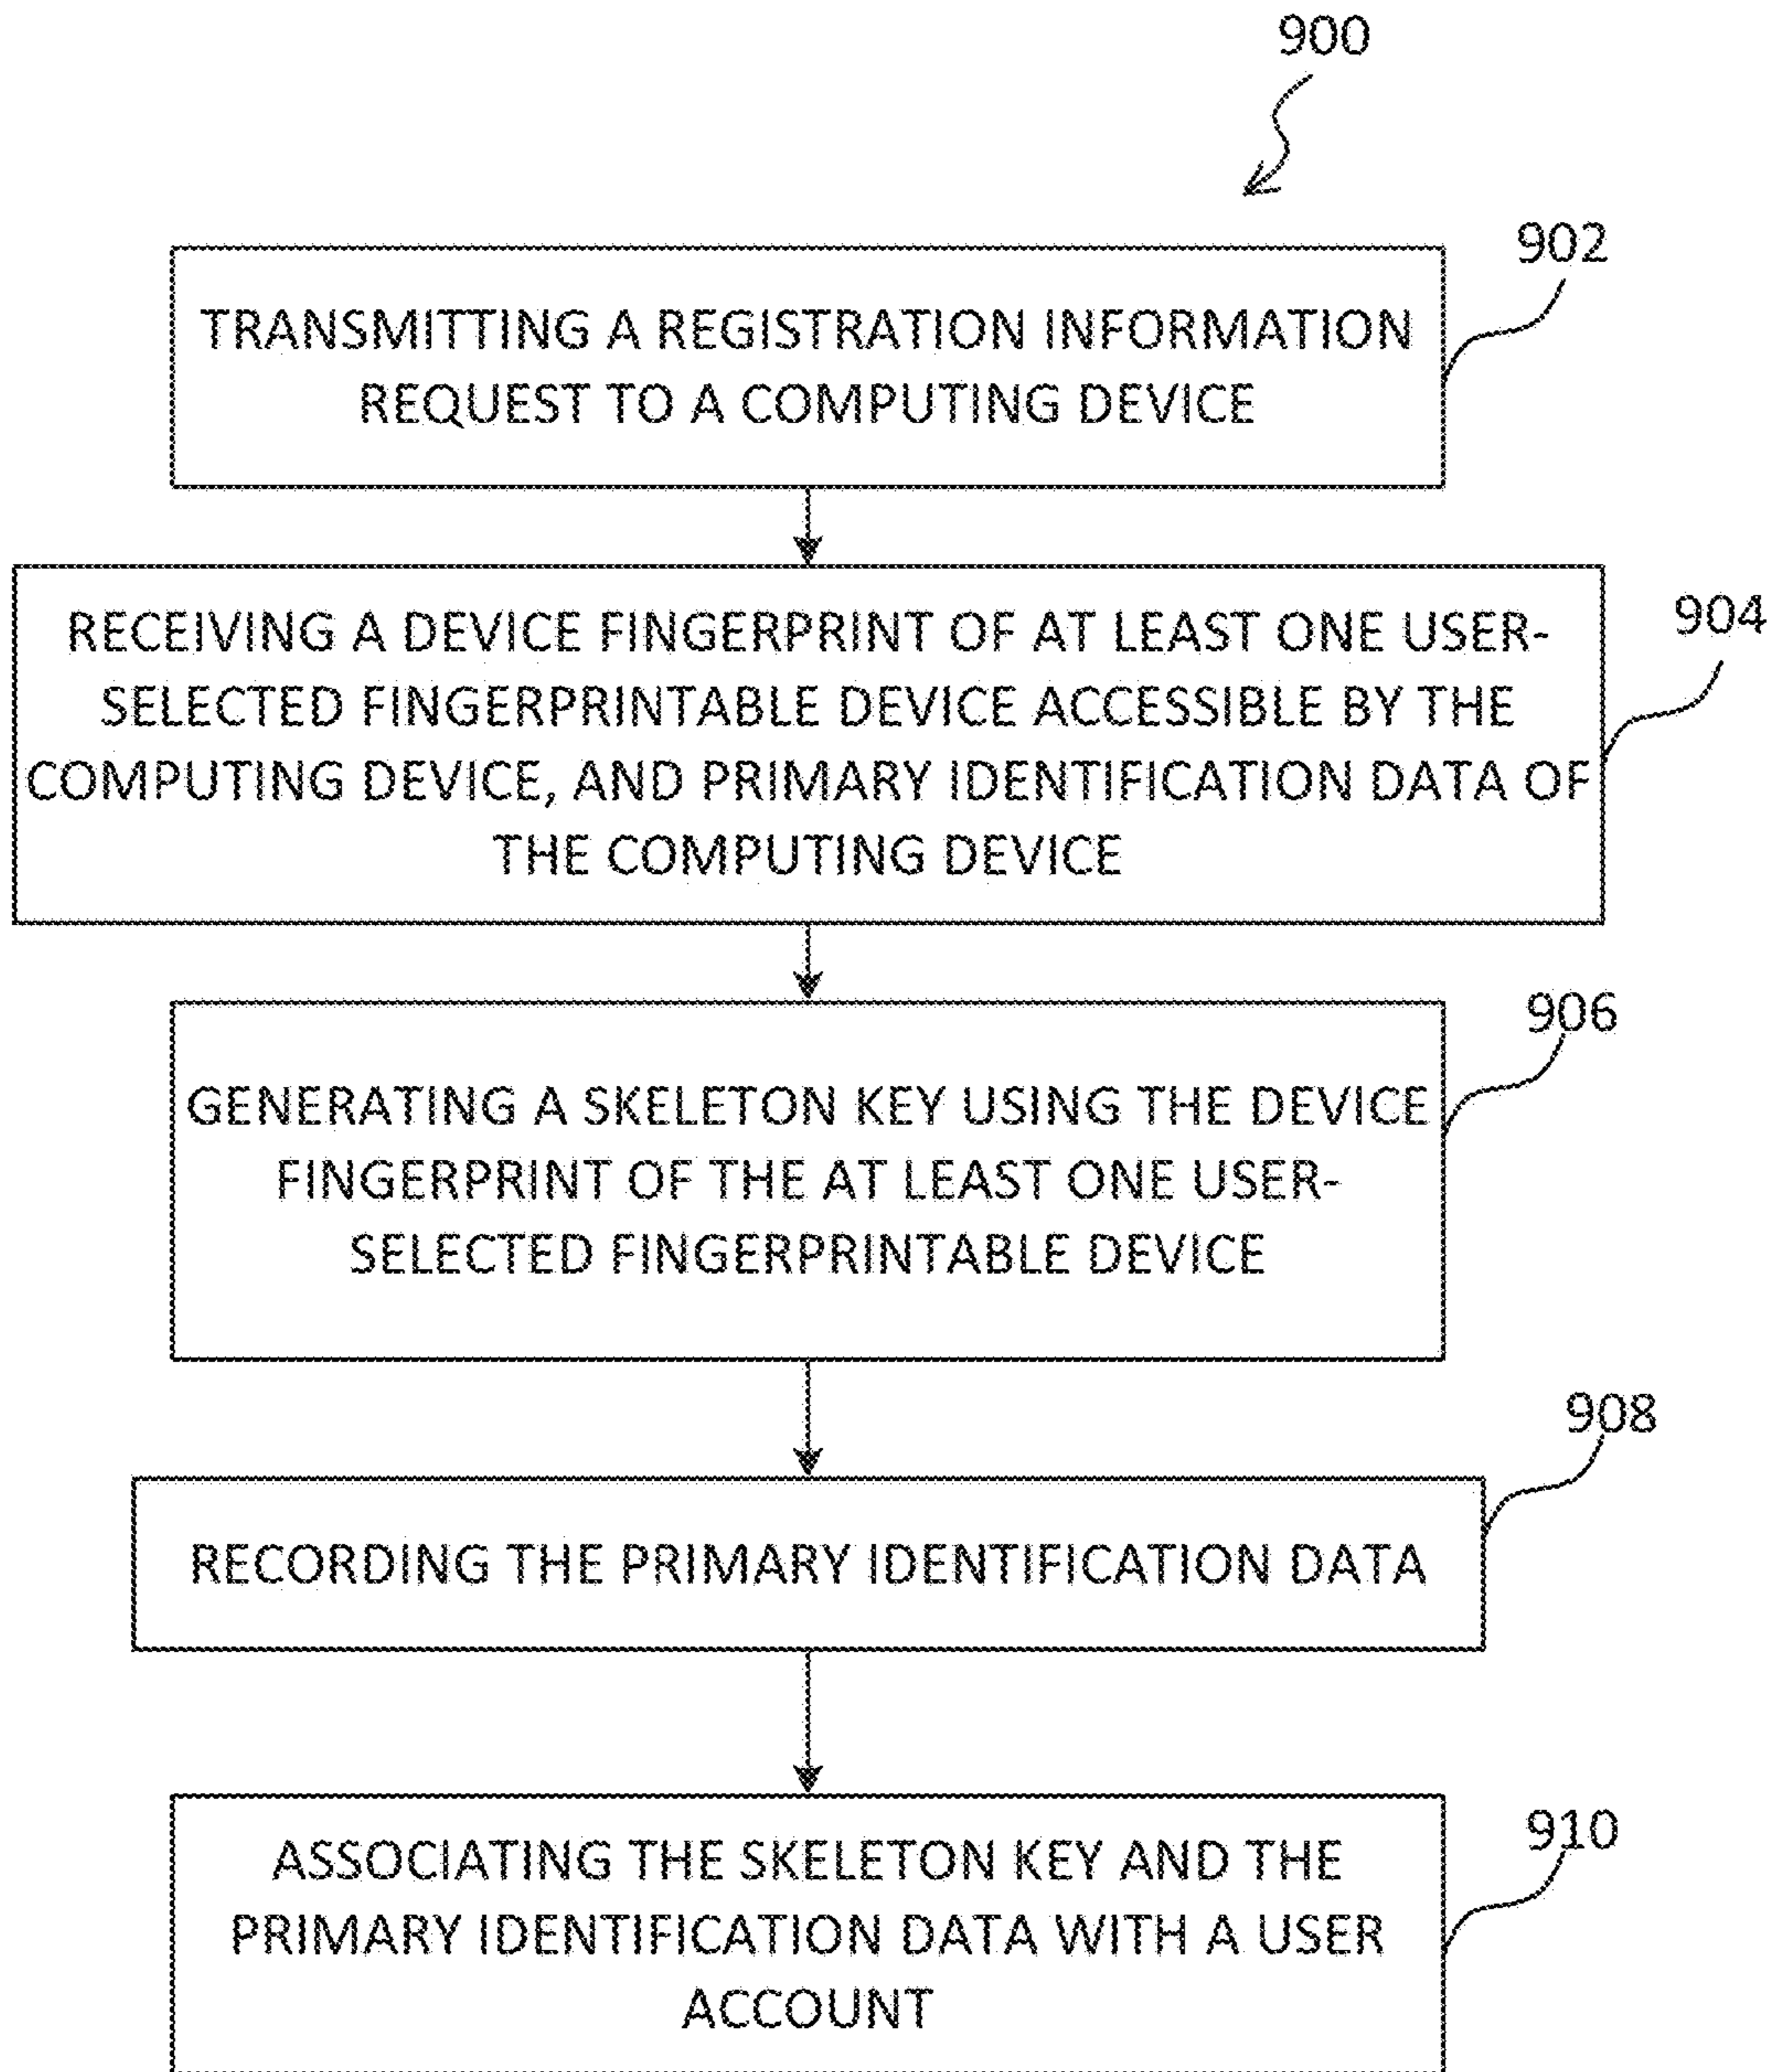 900
902
TRANSMITTING A REGISTRATION INFORMATION
REQUEST TO A COMPUTING DEVICE
904
RECEIVING A DEVICE FINGERPRINT OF AT LEAST ONE USER-
SELECTED FINGERPRINTABLE DEVICE ACCESSIBLE BY THE
COMPUTING DEVICE, AND PRIMARY IDENTIFICATION DATA OF
THE COMPUTING DEVICE
906
GENERATING A SKELETON KEY USING THE DEVICE
FINGERPRINT OF THE AT LEAST ONE USER-
SELECTED FINGERPRINTABLE DEVICE
908
RECORDING THE PRIMARY IDENTIFICATION DATA
910
ASSOCIATING THE SKELETON KEY AND THE
PRIMARY IDENTIFICATION DATA WITH A USER
ACCOUNT